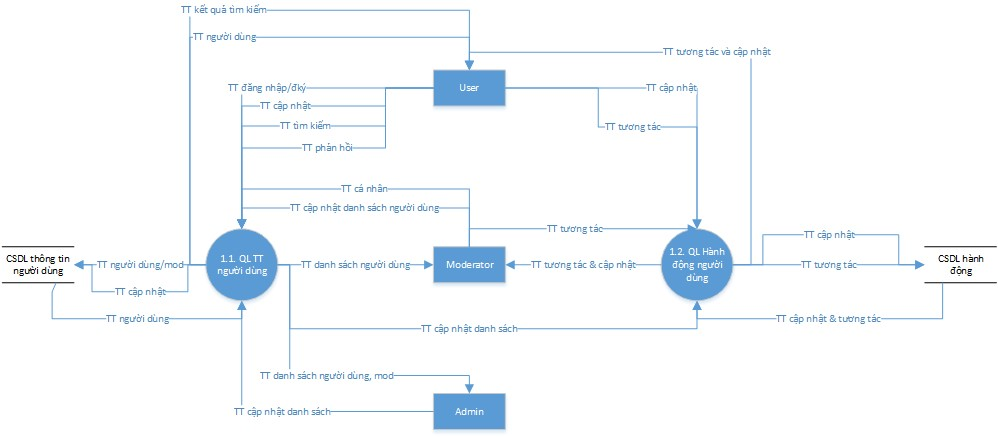 TT kết quả tìm kiếm
TT người dùng
TT tương tác và cập nhật
User
TT đăng nhập/đký
TT cập nhật
TT cập nhật
TT tìm kiếm
TT tương tác
TT phản hồi
TT cá nhân
TT cập nhật danh sách người dùng
TT tương tác
TT cập nhật
CSDL thông tin
người dùng
TT người dùng/mod
1.1. QL TT
người dùng
TT danh sách người dùng
Moderator
TT tương tác & cập nhật
1.2. QL Hành
động người
dùng
TT tương tác
CSDL hành
động
TT cập nhật
TT người dùng
TT cập nhật danh sách
TT cập nhật & tương tác
TT danh sách người dùng, mod
TT cập nhật danh sách
Admin